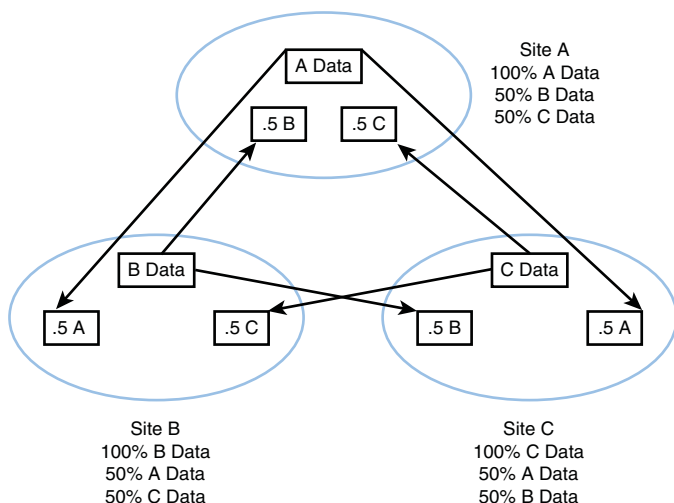 A Data
.5 B
.5 C
Site A
100% A Data
50% B Data
50% C Data
B Data
.5 A
.5 C
C Data
.5 B
.5 A
Site B
100% B Data
50% A Data
50% C Data
Site C
100% C Data
50% A Data
50% B Data